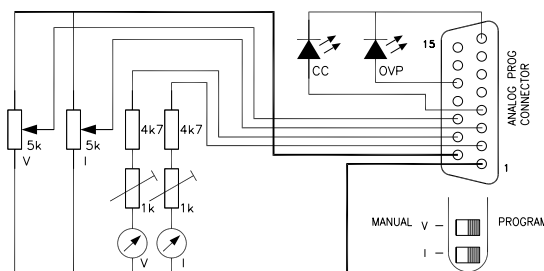 15
CC
OVP
ANALOG PROG
CONNECTOR
5k
V
5k
I
4k7
4k7
1k
1k
V
I
1
MANUAL V – PROGRAM
I –